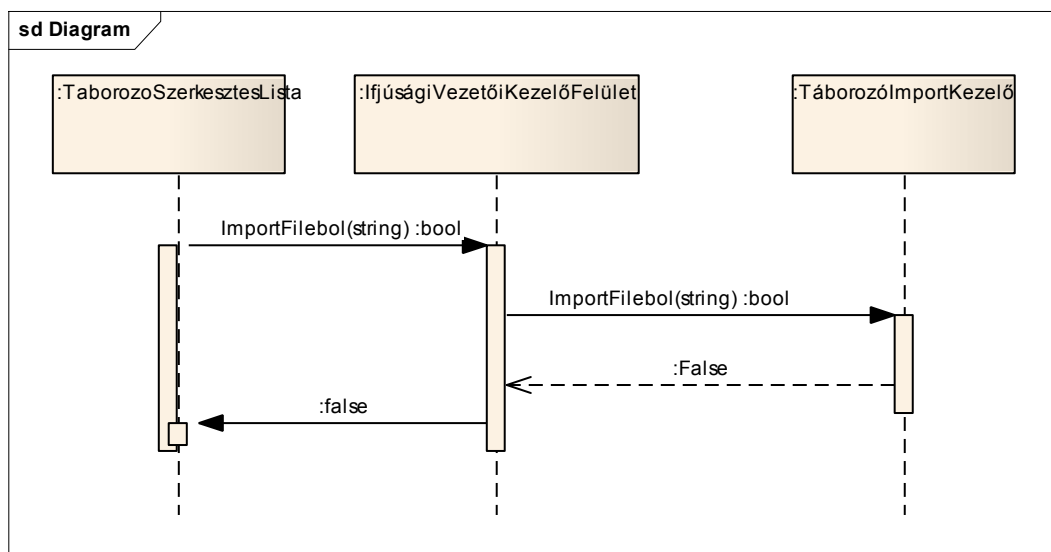 sd Diagram
:TaborozoSzerkesztesLista
:IfjúságiVezetőiKezelőFelület
:TáborozóImportKezelő
ImportFilebol(string) :bool
ImportFilebol(string) :bool
:False
:false